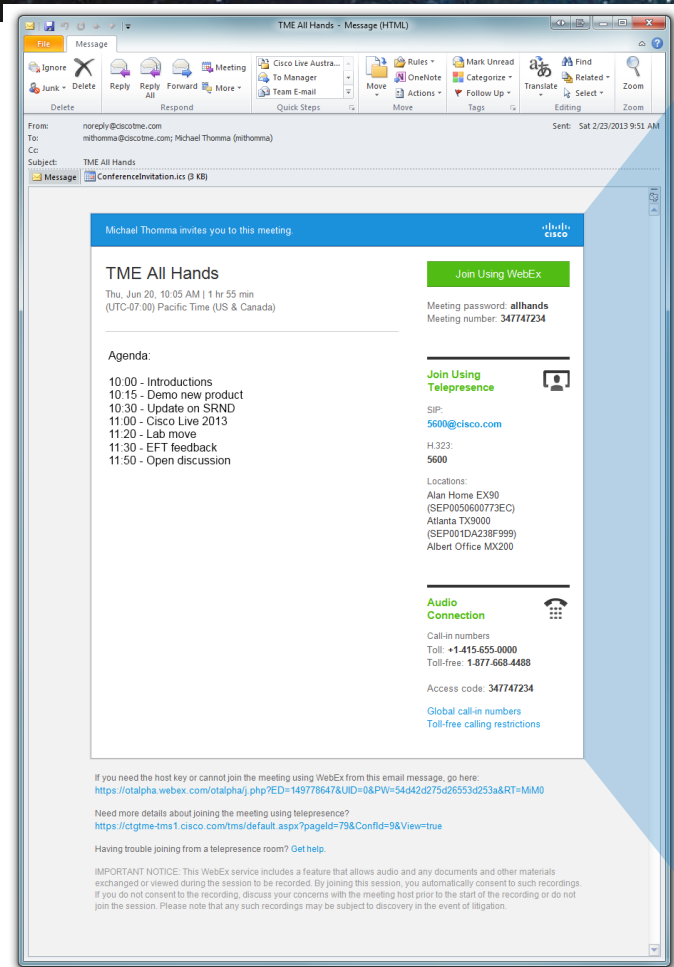 TME All Hands - Message (HTML)
File Message
Ignore
Junk Delete
Delete
Reply Reply All Forward
Meeting
More
Respond
Cisco Live Austra...
To Manager
Team E-mail
Quick Steps
Move
Rules
OneNote
Actions
Move
Mark Unread
Categorize
Follow Up
Tags
Translate
Find
Related
Select
Editing
Zoom
Zoom
From: noreply@ciscotme.com
Sent: Sat 2/23/2013 9:51 AM
To: mithomma@ciscotme.com; Michael Thomma (mithomma)
Cc:
Subject: TME All Hands
Message ConferenceInvitation.ics (3 KB)
Michael Thomma invites you to this meeting.
CISCO
TME All Hands
Thu, Jun 20, 10:05 AM | 1 hr 55 min
(UTC-07:00) Pacific Time (US & Canada)
Agenda:
10:00 - Introductions
10:15 - Demo new product
10:30 - Update on SRND
11:00 - Cisco Live 2013
11:20 - Lab move
11:30 - EFT feedback
11:50 - Open discussion
Join Using WebEx
Meeting password: allhands
Meeting number: 347747234
Join Using
Telepresence
SIP:
5600@cisco.com
H.323:
5600
Locations:
Alan Home EX90
(SEP0050600773EC)
Atlanta TX9000
(SEP001DA238F999)
Albert Office MX200
Audio
Connection
Call-in numbers
Toll: +1-415-655-0000
Toll-free: 1-877-668-4488
Access code: 347747234
Global call-in numbers
Toll-free calling restrictions
If you need the host key or cannot join the meeting using WebEx from this email message, go here:
https://otalpha.webex.com/otalpha/j.php?ED=149778647&UID=0&PW=54d42d275d26553d253a&RT=MiM0
Need more details about joining the meeting using telepresence?
https://ctgtme-tms1.cisco.com/tms/default.aspx?pageId=79&ConfId=9&View=true
Having trouble joining from a telepresence room? Get help.
IMPORTANT NOTICE: This WebEx service includes a feature that allows audio and any documents and other materials
exchanged or viewed during the session to be recorded. By joining this session, you automatically consent to such recordings.
If you do not consent to the recording, discuss your concerns with the meeting host prior to the start of the recording or do not
join the session. Please note that any such recordings may be subject to discovery in the event of litigation.